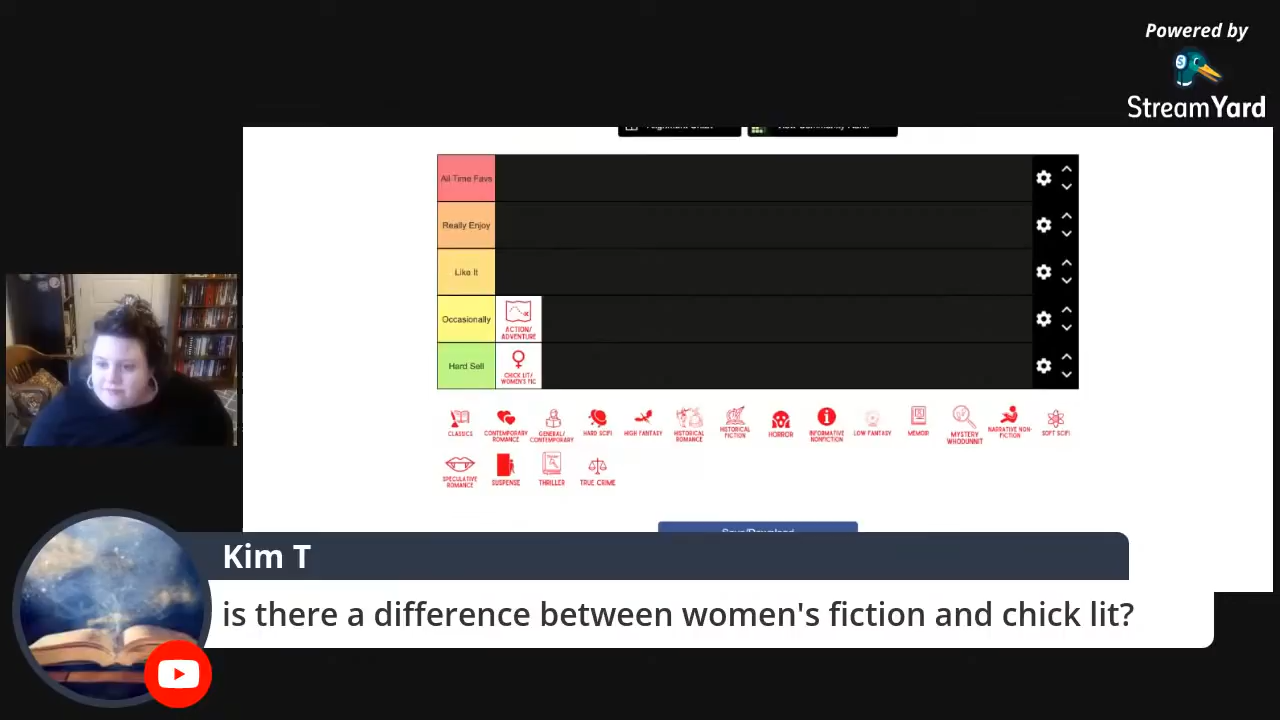 Powered by
StreamYard
All Time Favs
Really Enjoy
Like It
Occasionally
ACTION/
ADVENTURE
Hard Sell
CHICK LIT/
WOMEN'S FIC
CLASSICS
CONTEMPORARY
ROMANCE
GENERAL/
CONTEMPORARY
HARD SCIFI
HIGH FANTASY
HISTORICAL
ROMANCE
HISTORICAL
FICTION
HORROR
INFORMATIVE
NONFICTION
LOW FANTASY
MEMOIR
MYSTERY
WHODUNNIT
NARRATIVE NON-
FICTION
SOFT SCIFI
SPECULATIVE
ROMANCE
SUSPENSE
THRILLER
TRUE CRIME
Save/Download
Kim T
is there a difference between women's fiction and chick lit?